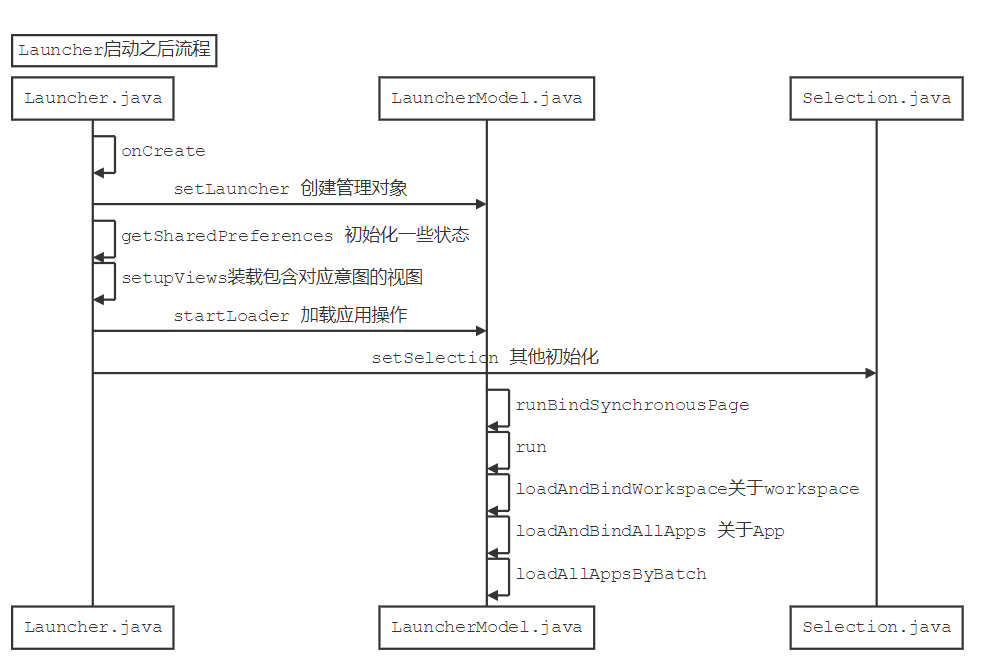 Launcher启动之后流程
Launcher.java
LauncherModel.java
Selection.java
onCreate
setLauncher 创建管理对象
getSharedPreferences 初始化一些状态
setupViews装载包含对应意图的视图
startLoader 加载应用操作
setSelection 其他初始化
runBindSynchronousPage
run
loadAndBindWorkspace关于workspace
loadAndBindAllApps 关于App
loadAllAppsByBatch
Launcher.java
LauncherModel.java
Selection.java